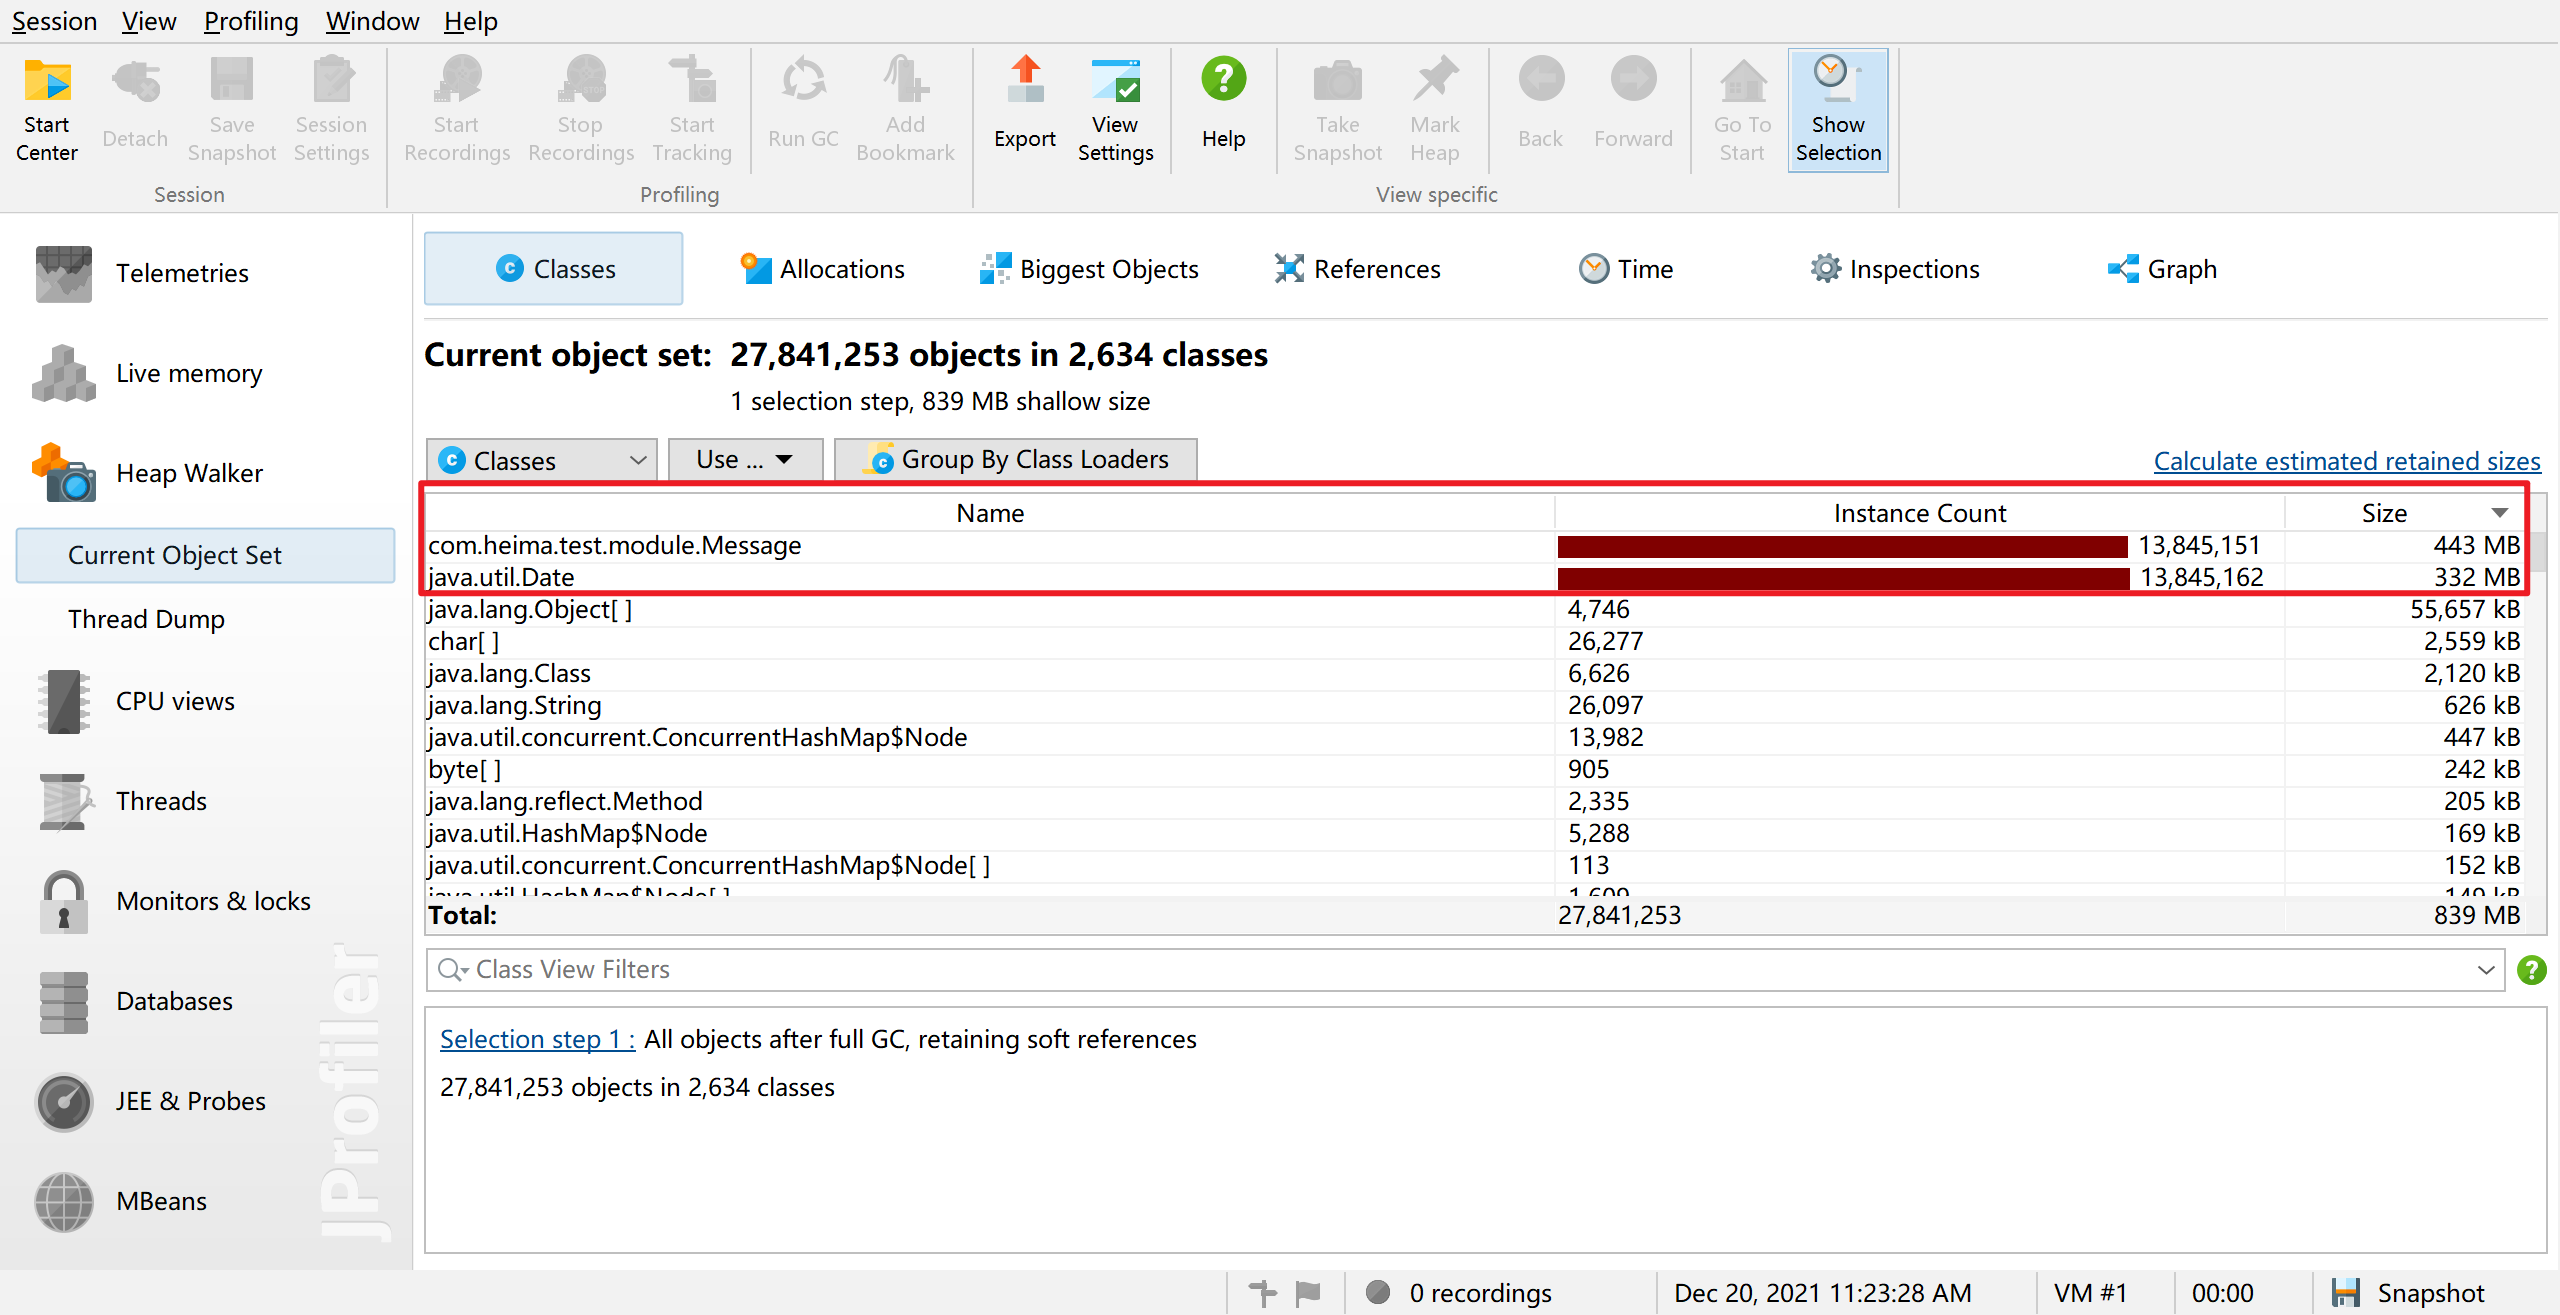 Session View Profiling Window Help
Start Center
Detach
Save Snapshot
Session Settings
Start Recordings
Stop Recordings
Start Tracking
Run GC
Add Bookmark
Export
View Settings
Help
Take Snapshot
Mark Heap
Back
Forward
Go To Start
Show Selection
Session
Profiling
View specific
Telemetries
Live memory
Heap Walker
Current Object Set
Thread Dump
CPU views
Threads
Monitors & locks
Databases
JEE & Probes
MBeans
JProfiler
Classes Allocations Biggest Objects References Time Inspections Graph
Current object set: 27,841,253 objects in 2,634 classes
1 selection step, 839 MB shallow size
Classes Use ... Group By Class Loaders Calculate estimated retained sizes
Name Instance Count Size
com.heima.test.module.Message 13,845,151 443 MB
java.util.Date 13,845,162 332 MB
java.lang.Object[ ] 4,746 55,657 kB
char[ ] 26,277 2,559 kB
java.lang.Class 6,626 2,120 kB
java.lang.String 26,097 626 kB
java.util.concurrent.ConcurrentHashMap$Node 13,982 447 kB
byte[ ] 905 242 kB
java.lang.reflect.Method 2,335 205 kB
java.util.HashMap$Node 5,288 169 kB
java.util.concurrent.ConcurrentHashMap$Node[ ] 113 152 kB
java.util.HashMap$Node[ ] 1,609 149 kB
Total: 27,841,253 839 MB
Class View Filters
Selection step 1 : All objects after full GC, retaining soft references
27,841,253 objects in 2,634 classes
0 recordings Dec 20, 2021 11:23:28 AM VM #1 00:00 Snapshot